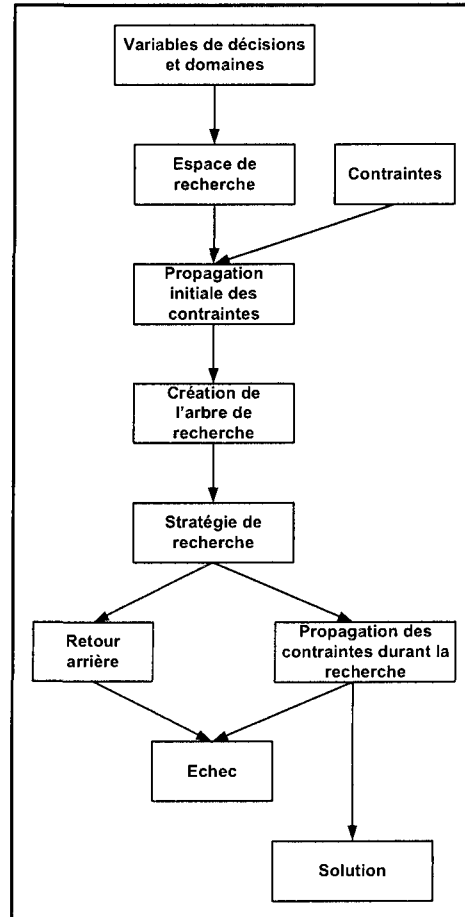 Variables de décisions
et domaines
Espace de
recherche
Contraintes
Propagation
initiale des
contraintes
Création de
l'arbre de
recherche
Stratégie de
recherche
Retour
arrière
Propagation des
contraintes durant la
recherche
Echec
Solution